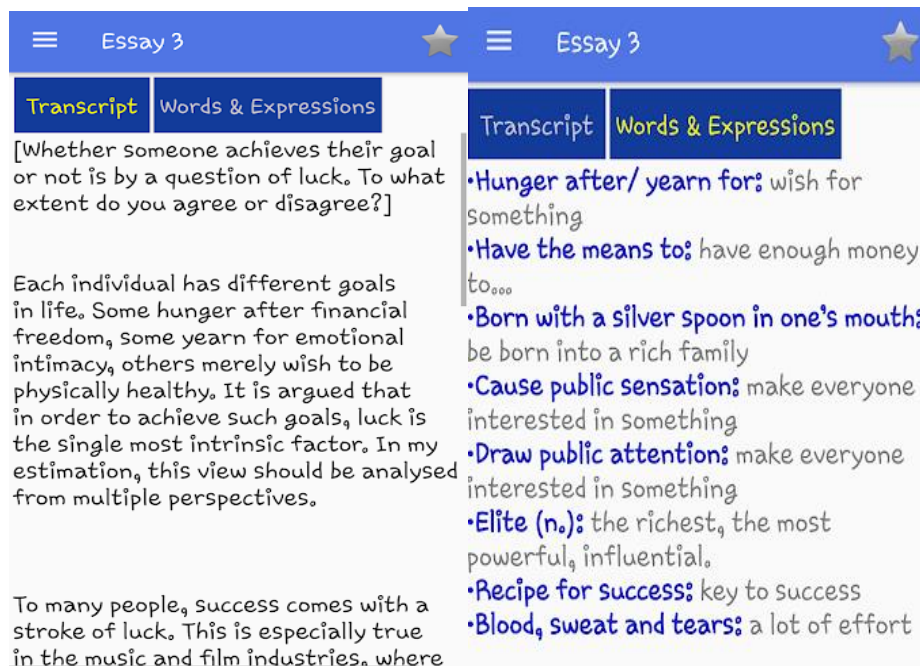 Essay 3
Transcript
Words & Expressions
[Whether someone achieves their goal
or not is by a question of luck. To what
extent do you agree or disagree?]
Each individual has different goals
in life. Some hunger after financial
freedom, some yearn for emotional
intimacy, others merely wish to be
physically healthy. It is argued that
in order to achieve such goals, luck is
the single most intrinsic factor. In my
estimation, this view should be analysed
from multiple perspectives.
To many people, success comes with a
stroke of luck. This is especially true
in the music and film industries, where
Essay 3
Transcript
Words & Expressions
•Hunger after/ yearn for: wish for
something
•Have the means to: have enough money
to...
•Born with a silver spoon in one's mouth:
be born into a rich family
•Cause public sensation: make everyone
interested in something
•Draw public attention: make everyone
interested in something
•Elite (n.): the richest, the most
powerful, influential.
•Recipe for success: key to success
•Blood, sweat and tears: a lot of effort